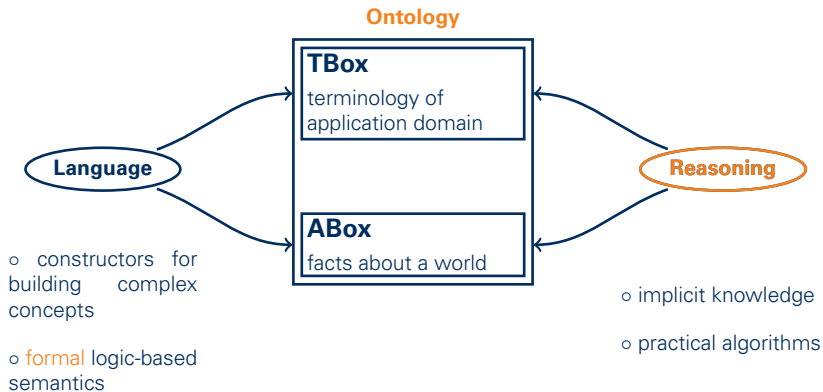 Ontology
TBox
terminology of
application domain
Language
Reasoning
ABox
facts about a world
○ constructors for
building complex
concepts
○ formal logic-based
semantics
○ implicit knowledge
○ practical algorithms